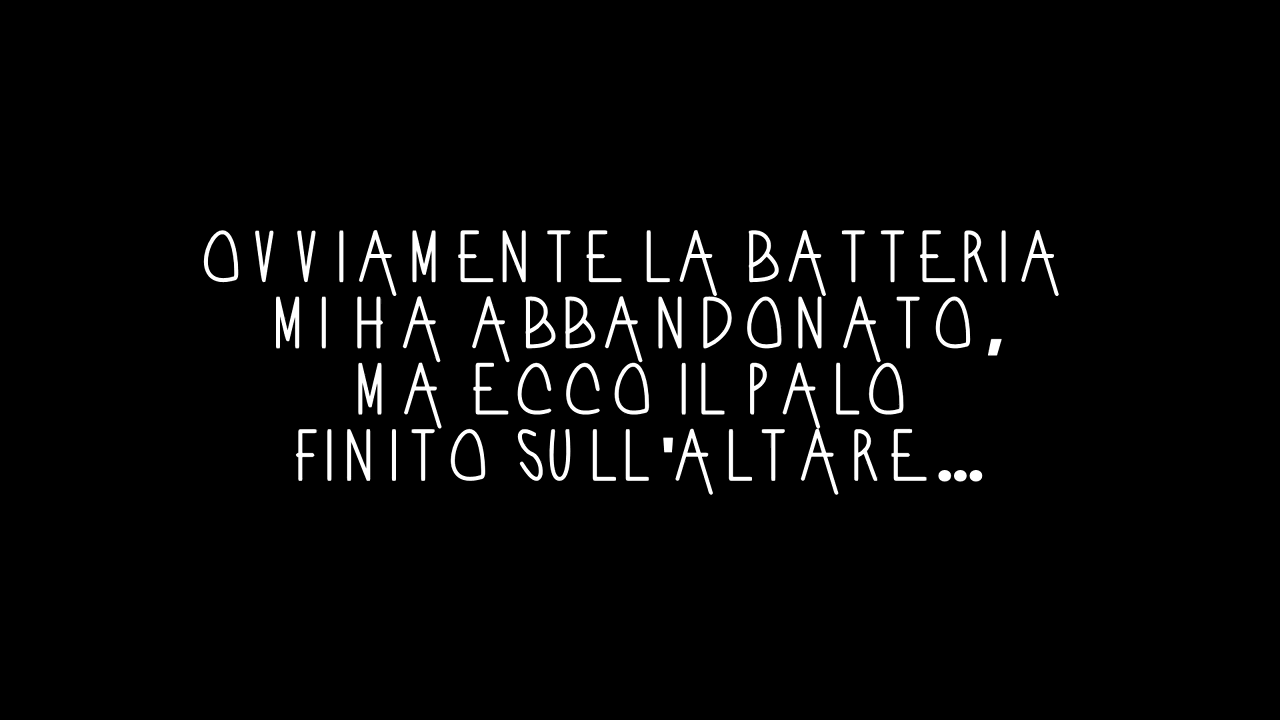 OVVIAMENTE LA BATTERIA
MI HA ABBANDONATO,
MA ECCO IL PALO
FINITO SULL'ALTARE...